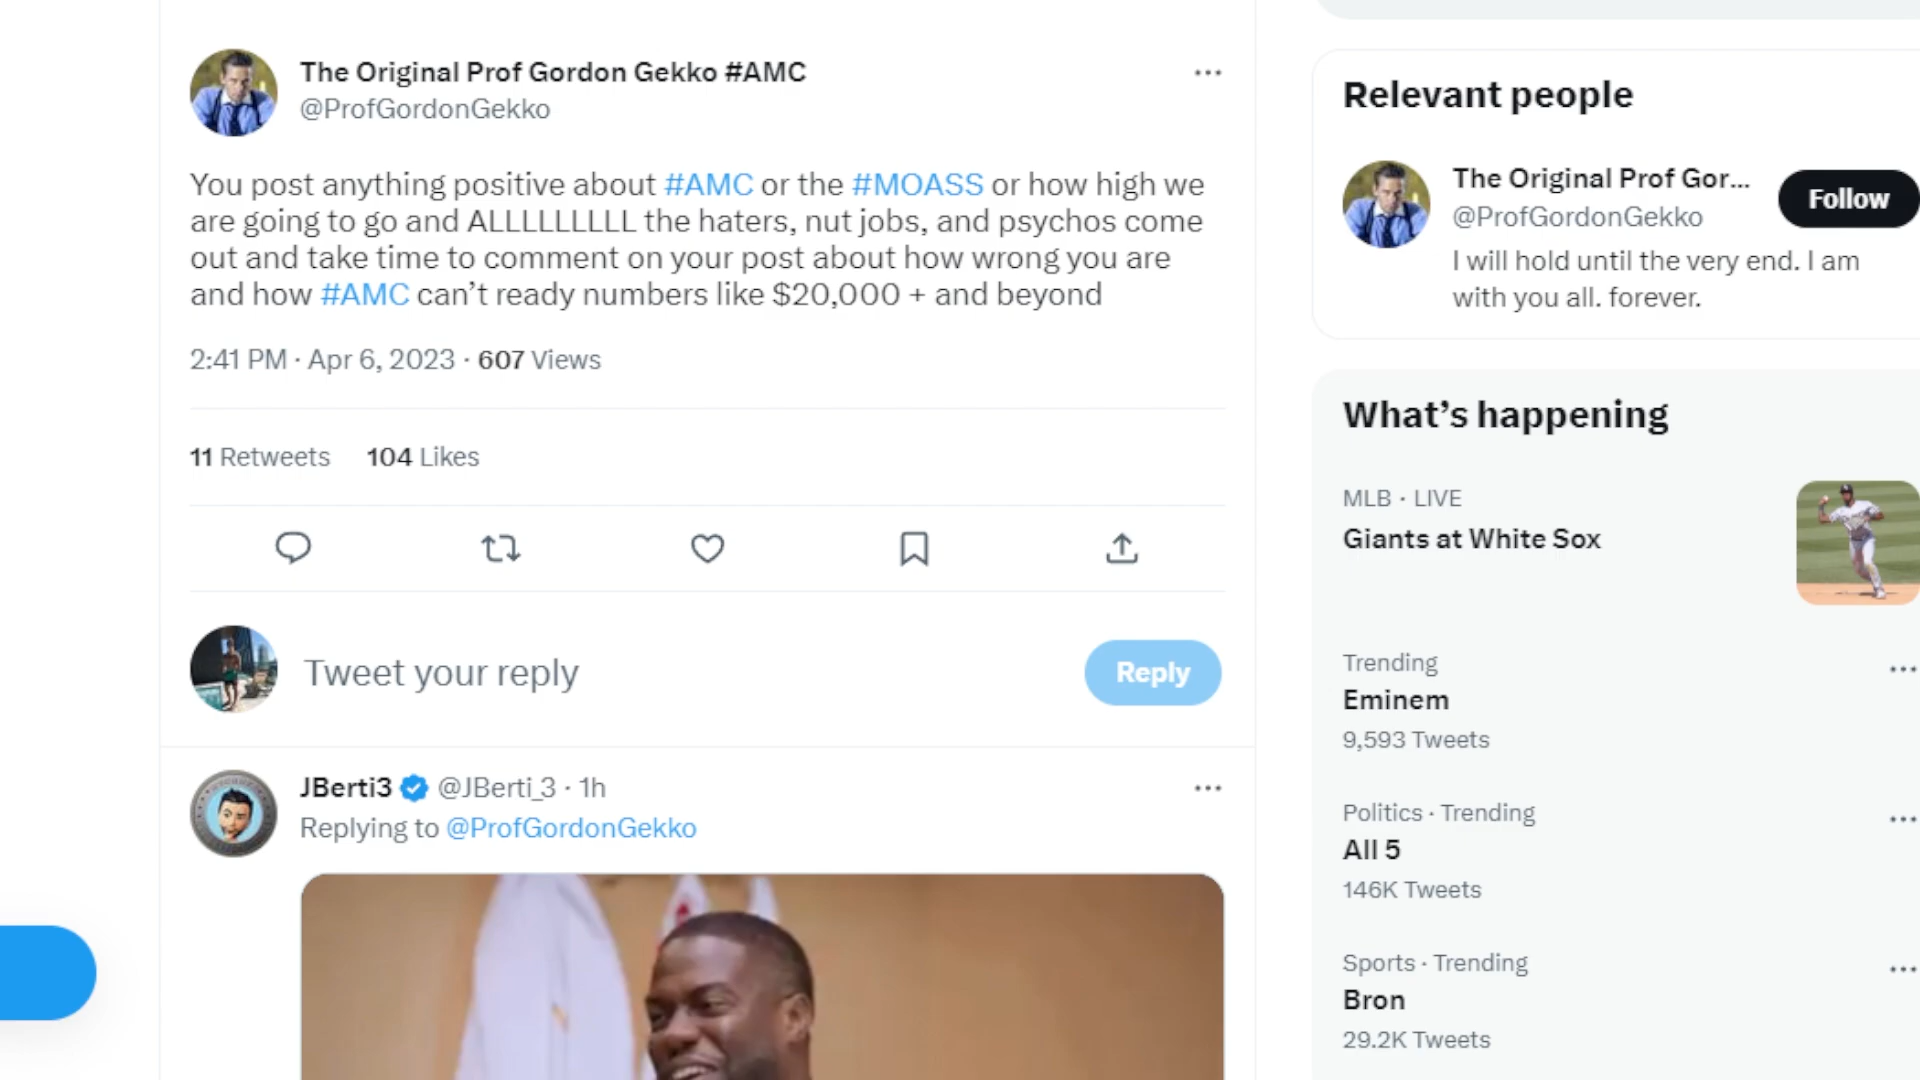 The Original Prof Gordon Gekko #AMC
@ProfGordonGekko
You post anything positive about #AMC or the #MOASS or how high we
are going to go and ALLLLLLLLL the haters, nut jobs, and psychos come
out and take time to comment on your post about how wrong you are
and how #AMC can’t ready numbers like $20,000 + and beyond
2:41 PM · Apr 6, 2023 · 607 Views
11 Retweets 104 Likes
Tweet your reply
Reply
JBerti3 @JBerti_3 · 1h
Replying to @ProfGordonGekko
Relevant people
The Original Prof Gor...
@ProfGordonGekko
Follow
I will hold until the very end. I am
with you all. forever.
What’s happening
MLB · LIVE
Giants at White Sox
Trending
Eminem
9,593 Tweets
Politics · Trending
All 5
146K Tweets
Sports · Trending
Bron
29.2K Tweets